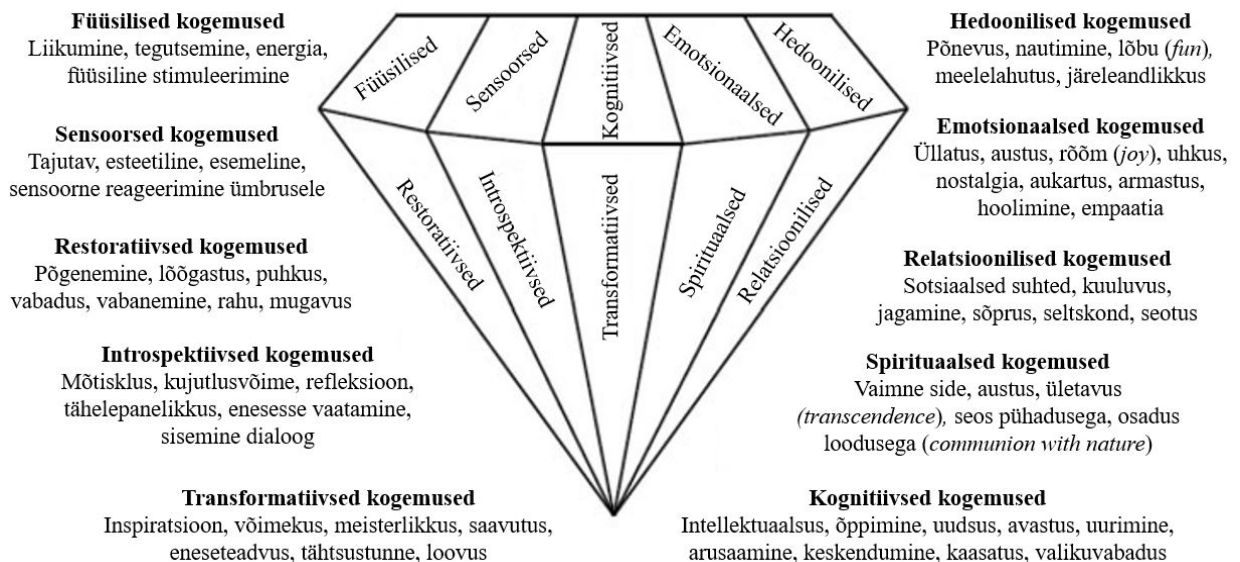 Füüsilised kogemused
Liikumine, tegutsemine, energia,
füüsiline stimuleerimine
Sensoorsed kogemused
Tajutav, esteetiline, esemeline,
sensoorne reageerimine ümbrusele
Restoratiivsed kogemused
Põgenemine, lõõgastus, puhkus,
vabadus, vabanemine, rahu, mugavus
Introspektiivsed kogemused
Mõtisklus, kujutlusvõime, refleksioon,
tähelepanelikkus, enesesse vaatamine,
sisemine dialoog
Transformatiivsed kogemused
Inspiratsioon, võimekus, meisterlikkus, saavutus,
eneseteadvus, tähtsustunne, loovus
Füüsilised
Sensoorsed
Kognitiivsed
Emotsionaalsed
Hedoonilised
Restoratiivsed
Introspektiivsed
Transformatiivsed
Spirituaalsed
Relatsioonilised
Hedoonilised kogemused
Põnevus, nautimine, lõbu (fun),
meelelahutus, järeleandlikkus
Emotsionaalsed kogemused
Üllatus, austus, rõõm (joy), uhkus,
nostalgia, aukartus, armastus,
hoolimine, empaatia
Relatsioonilised kogemused
Sotsiaalsed suhted, kuuluvus,
jagamine, sõprus, seltskond, seotus
Spirituaalsed kogemused
Vaimne side, austus, ületavus
(transcendence), seos pühadusega, osadus
loodusega (communion with nature)
Kognitiivsed kogemused
Intellektuaalsus, õppimine, uudsus, avastus, uurimine,
arusaamine, keskendumine, kaasatus, valikuvabadus